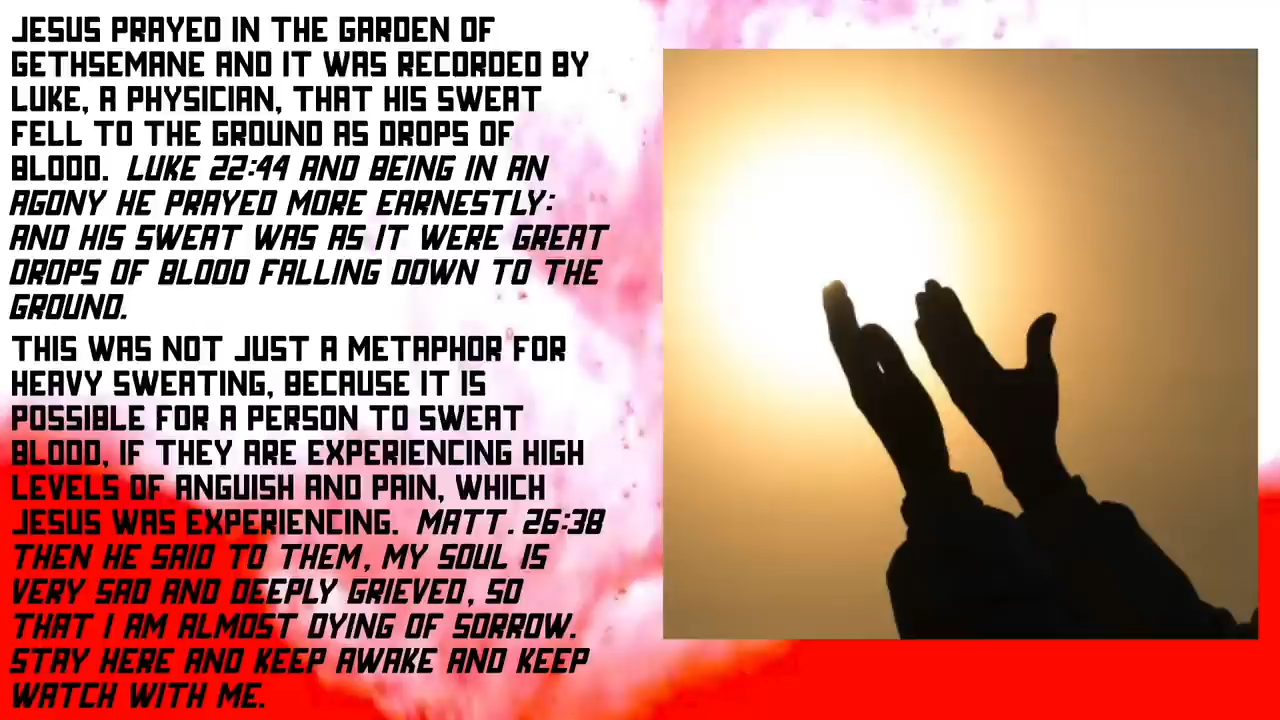 JESUS PRAYED IN THE GARDEN OF
GETHSEMANE AND IT WAS RECORDED BY
LUKE, A PHYSICIAN, THAT HIS SWEAT
FELL TO THE GROUND AS DROPS OF
BLOOD. LUKE 22:44 AND BEING IN AN
AGONY HE PRAYED MORE EARNESTLY:
AND HIS SWEAT WAS AS IT WERE GREAT
DROPS OF BLOOD FALLING DOWN TO THE
GROUND.
THIS WAS NOT JUST A METAPHOR FOR
HEAVY SWEATING, BECAUSE IT IS
POSSIBLE FOR A PERSON TO SWEAT
BLOOD, IF THEY ARE EXPERIENCING HIGH
LEVELS OF ANGUISH AND PAIN, WHICH
JESUS WAS EXPERIENCING. MATT. 26:38
THEN HE SAID TO THEM, MY SOUL IS
VERY SAD AND DEEPLY GRIEVED, SO
THAT I AM ALMOST DYING OF SORROW.
STAY HERE AND KEEP AWAKE AND KEEP
WATCH WITH ME.